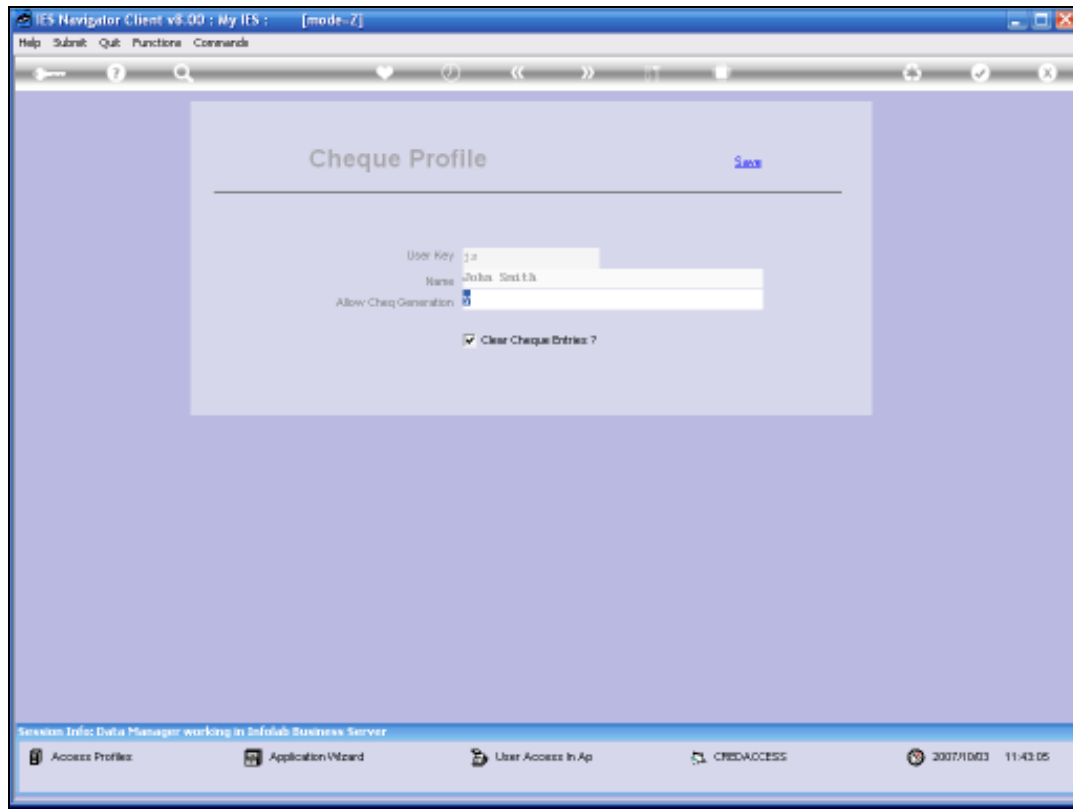 IES Navigator Client v8.00 : My IES : [mode=Z]
Help Submit Quit Functions Commands
Cheque Profile
Save
User Key js
Name John Smith
Allow Cheq Generation
Clear Cheque Entries ?
Session Info: Data Manager working in Infolab Business Server
Access Profiles Application Wizard User Access In Ap CREDACCESS 2007/10/03 11:43:05